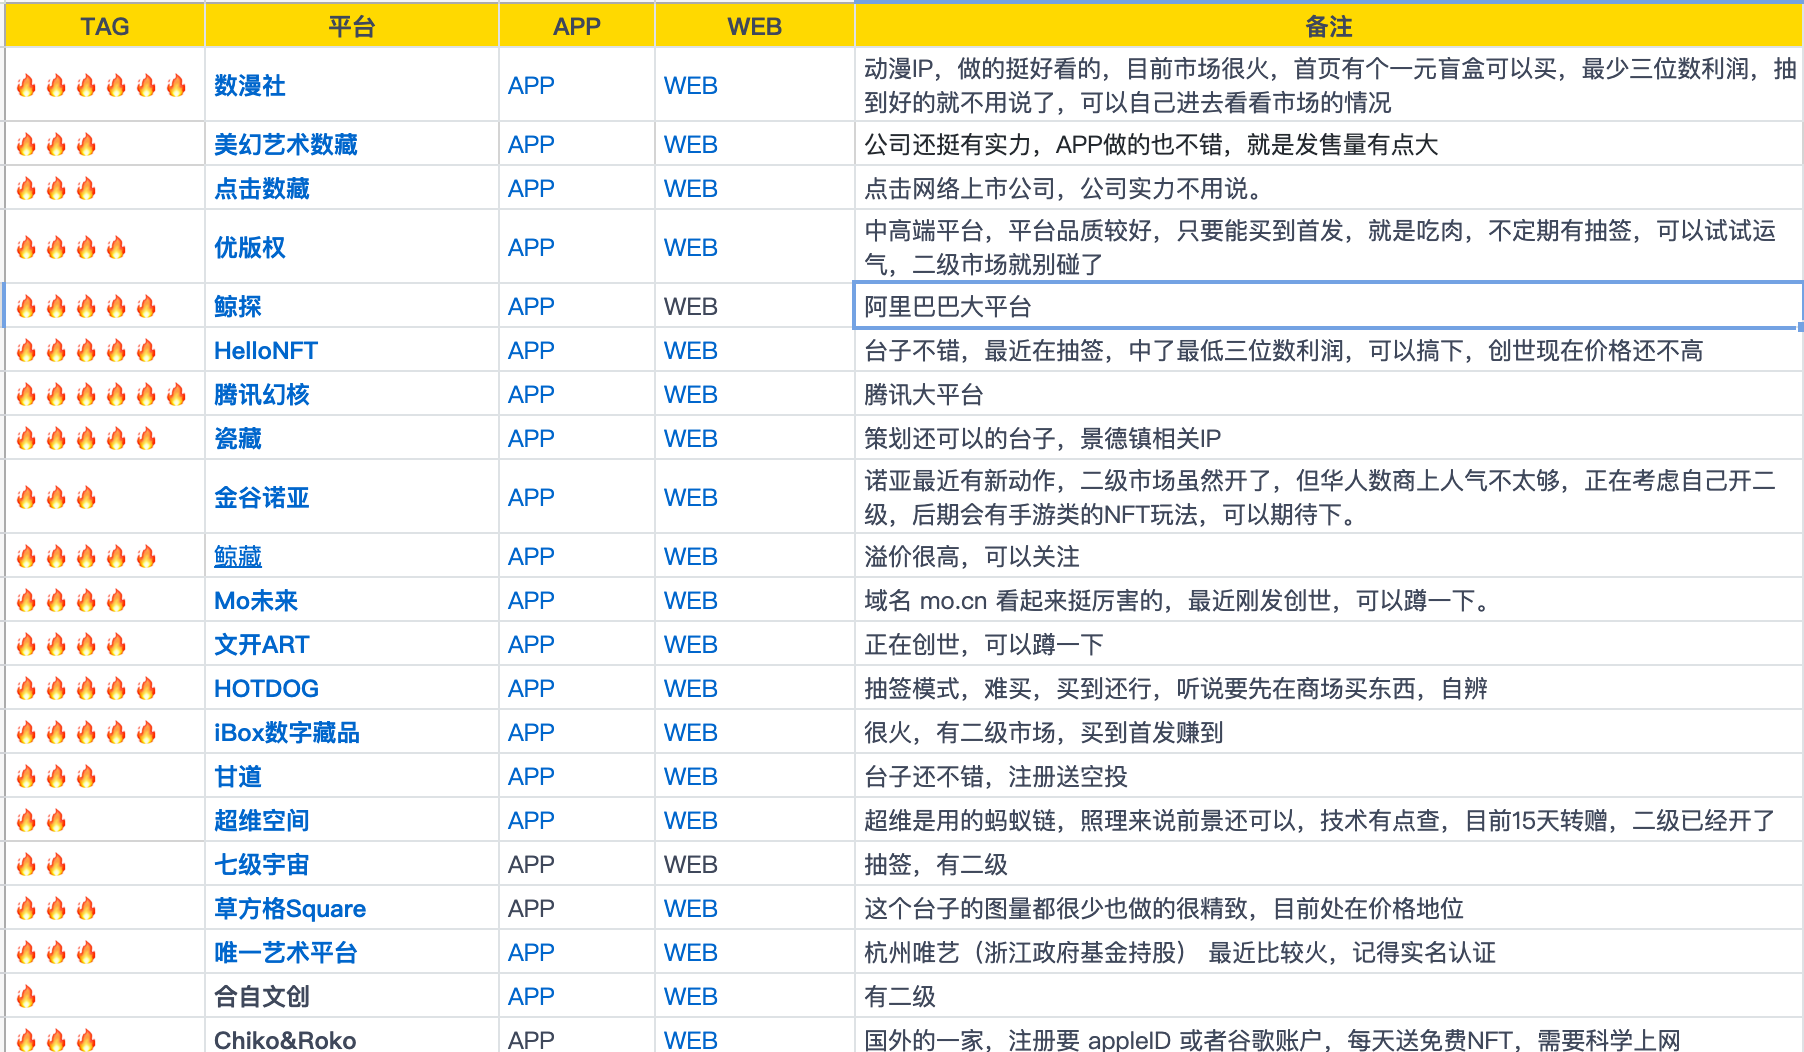 TAG 平台 APP WEB 备注
🔥🔥🔥🔥🔥🔥 数漫社 APP WEB 动漫IP，做的挺好看的，目前市场很火，首页有个一元盲盒可以买，最少三位数利润，抽
到好的就不用说了，可以自己进去看看市场的情况
🔥🔥🔥 美幻艺术数藏 APP WEB 公司还挺有实力，APP做的也不错，就是发售量有点大
🔥🔥🔥 点击数藏 APP WEB 点击网络上市公司，公司实力不用说。
🔥🔥🔥🔥 优版权 APP WEB 中高端平台，平台品质较好，只要能买到首发，就是吃肉，不定期有抽签，可以试试运
气，二级市场就别碰了
🔥🔥🔥🔥🔥 鲸探 APP WEB 阿里巴巴大平台
🔥🔥🔥🔥🔥 HelloNFT APP WEB 台子不错，最近在抽签，中了最低三位数利润，可以搞下，创世现在价格还不高
🔥🔥🔥🔥🔥🔥 腾讯幻核 APP WEB 腾讯大平台
🔥🔥🔥🔥🔥 瓷藏 APP WEB 策划还可以的台子，景德镇相关IP
🔥🔥🔥 金谷诺亚 APP WEB 诺亚最近有新动作，二级市场虽然开了，但华人数商上人气不太够，正在考虑自己开二
级，后期会有手游类的NFT玩法，可以期待下。
🔥🔥🔥🔥🔥 鲸藏 APP WEB 溢价很高，可以关注
🔥🔥🔥🔥 Mo未来 APP WEB 域名 mo.cn 看起来挺厉害的，最近刚发创世，可以蹲一下。
🔥🔥🔥🔥 文开ART APP WEB 正在创世，可以蹲一下
🔥🔥🔥🔥🔥 HOTDOG APP WEB 抽签模式，难买，买到还行，听说要先在商场买东西，自辨
🔥🔥🔥🔥🔥 iBox数字藏品 APP WEB 很火，有二级市场，买到首发赚到
🔥🔥🔥 甘道 APP WEB 台子还不错，注册送空投
🔥🔥 超维空间 APP WEB 超维是用的蚂蚁链，照理来说前景还可以，技术有点查，目前15天转赠，二级已经开了
🔥🔥 七级宇宙 APP WEB 抽签，有二级
🔥🔥🔥 草方格Square APP WEB 这个台子的图量都很少也做的很精致，目前处在价格地位
🔥🔥🔥 唯一艺术平台 APP WEB 杭州唯艺（浙江政府基金持股） 最近比较火，记得实名认证
🔥 合自文创 APP WEB 有二级
🔥🔥🔥 Chiko&Roko APP WEB 国外的一家，注册要 appleID 或者谷歌账户，每天送免费NFT，需要科学上网